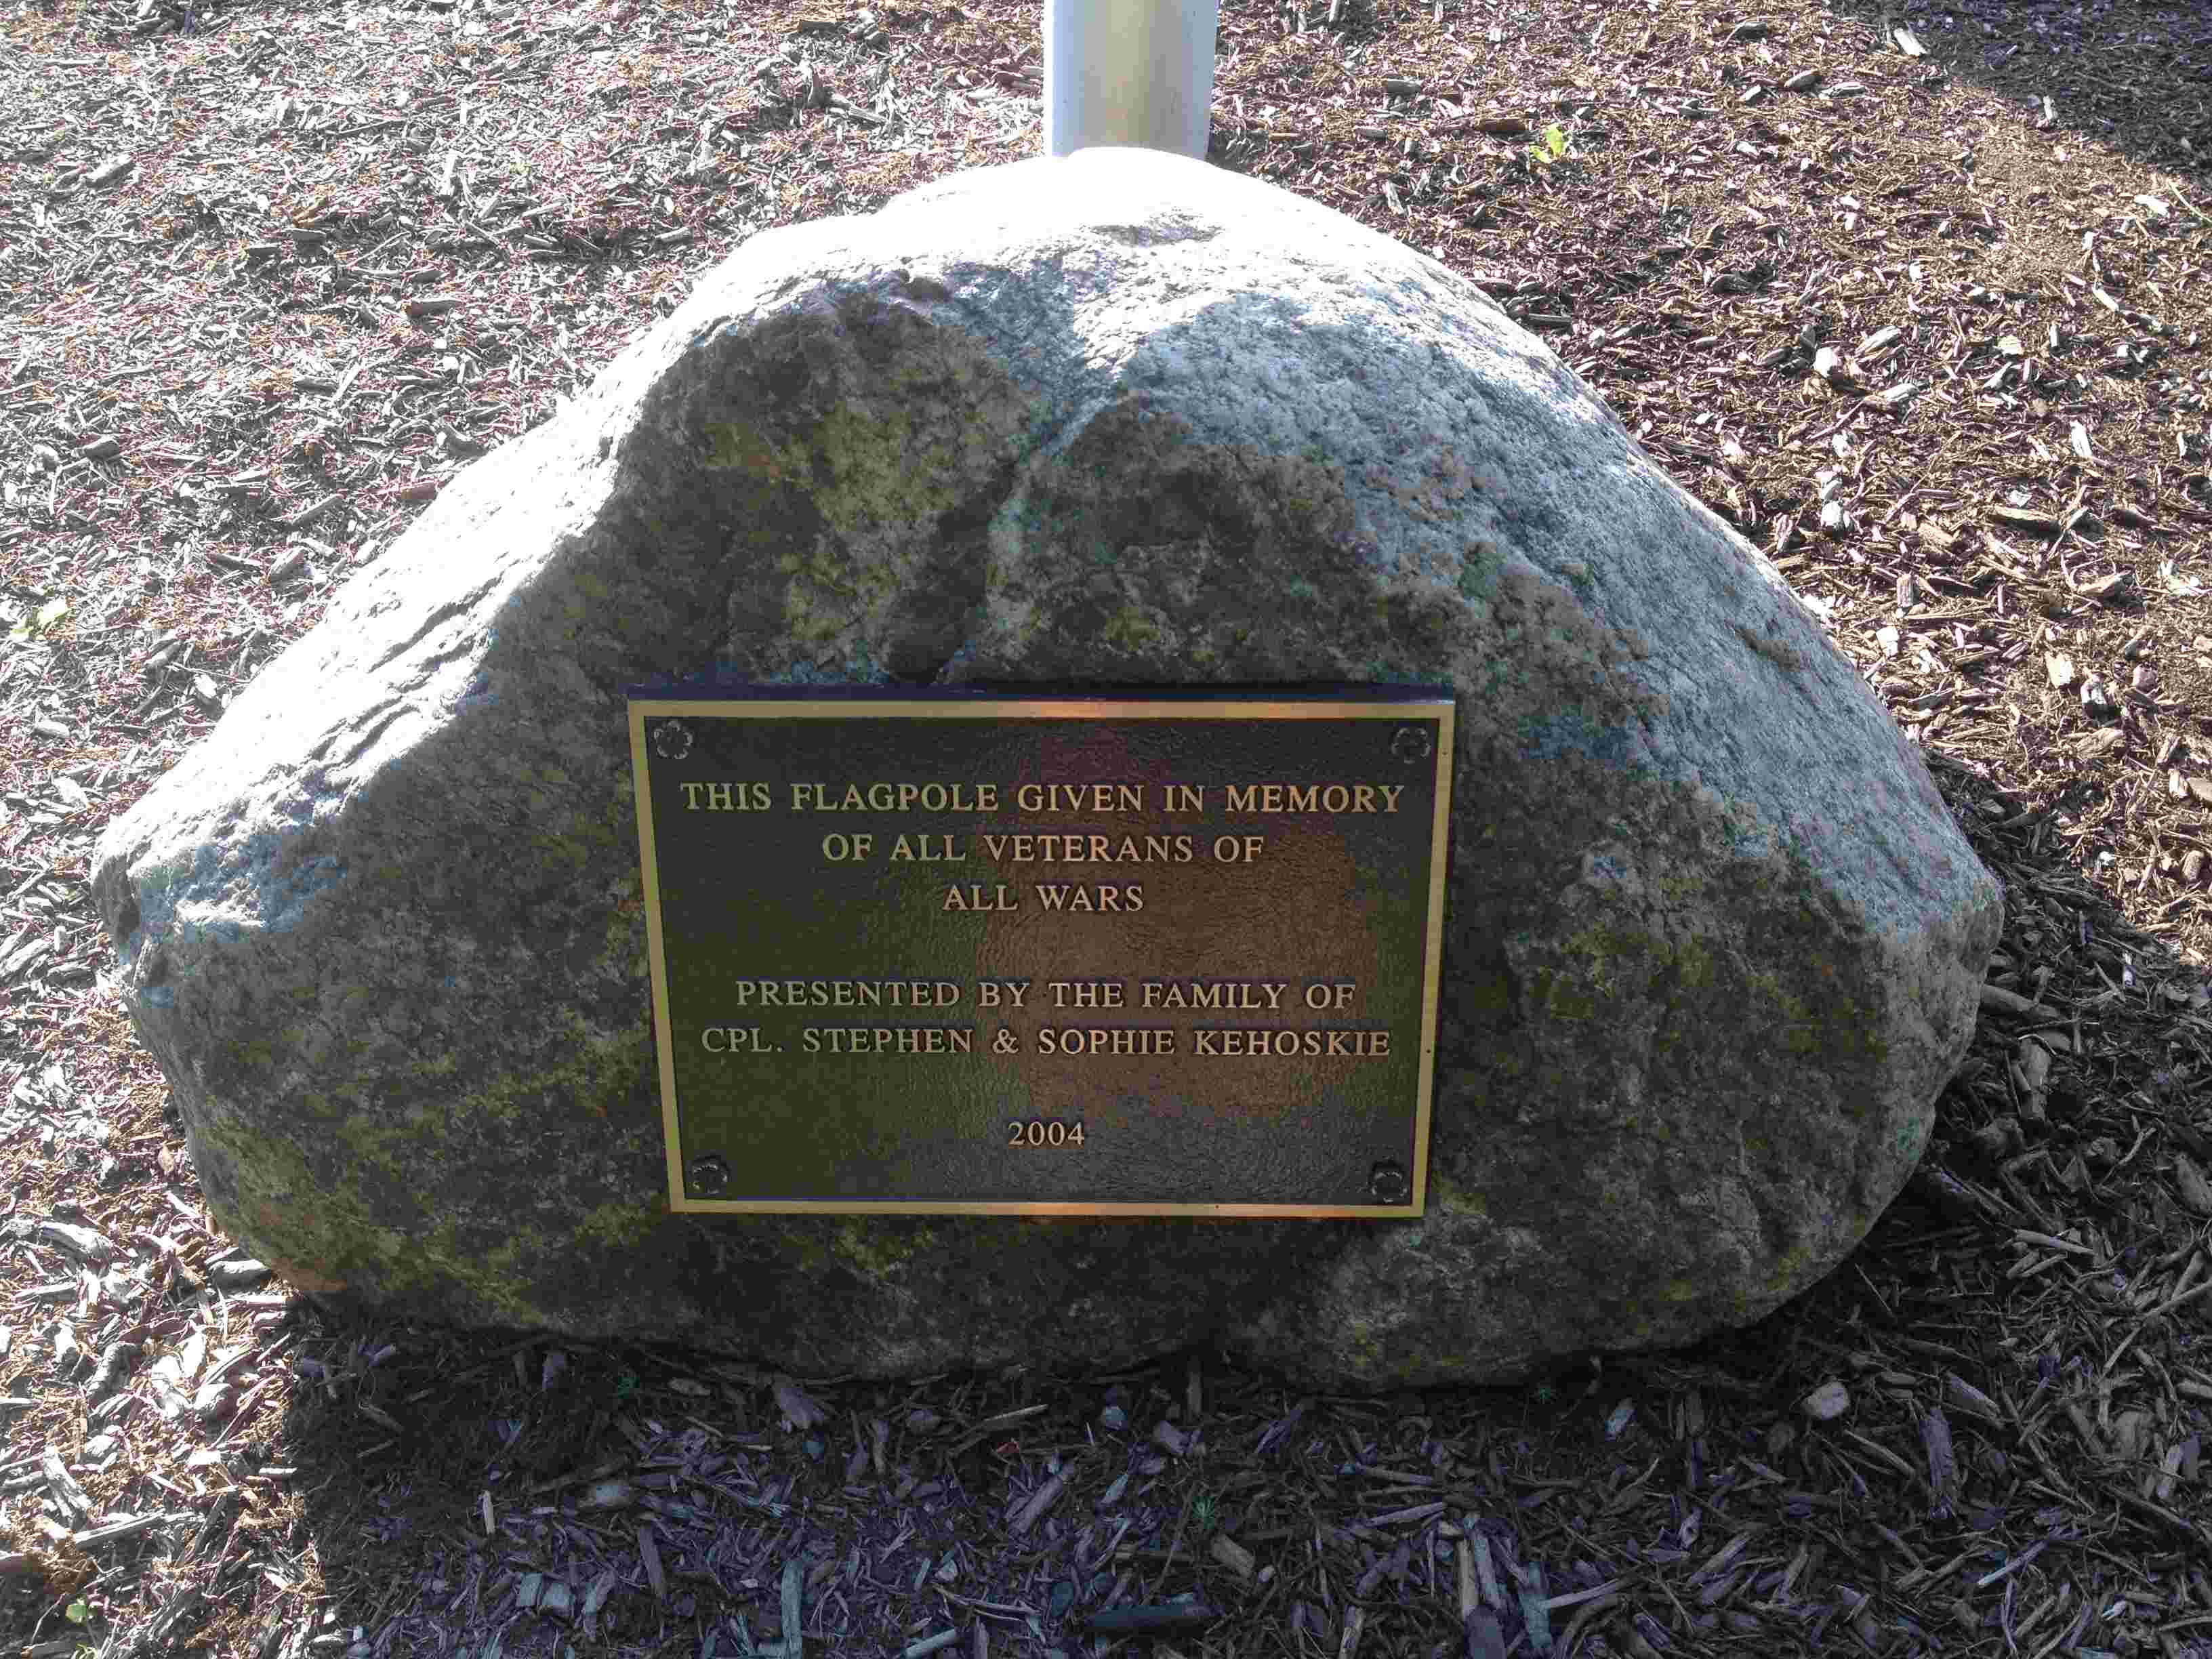 THIS FLAGPOLE GIVEN IN MEMORY
OF ALL VETERANS OF
ALL WARS
PRESENTED BY THE FAMILY OF
CPL. STEPHEN & SOPHIE KEHOSKIE
2004